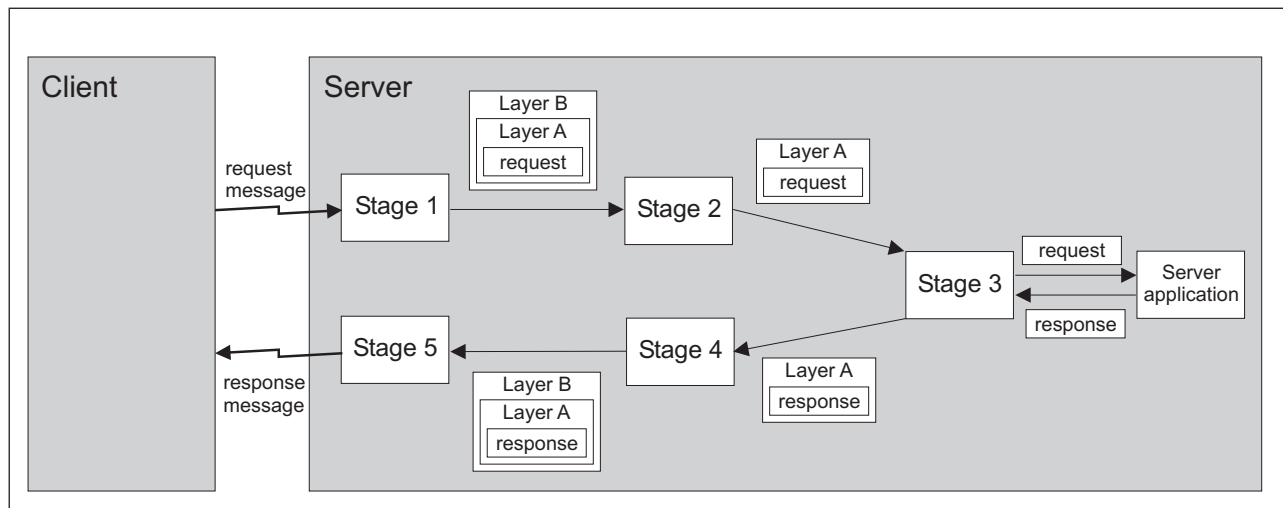 Client
Server
request
message
Stage 1
Layer B
Layer A
request
Stage 2
Layer A
request
Stage 3
request
Server
application
response
Layer A
response
Stage 4
Layer B
Layer A
response
Stage 5
response
message